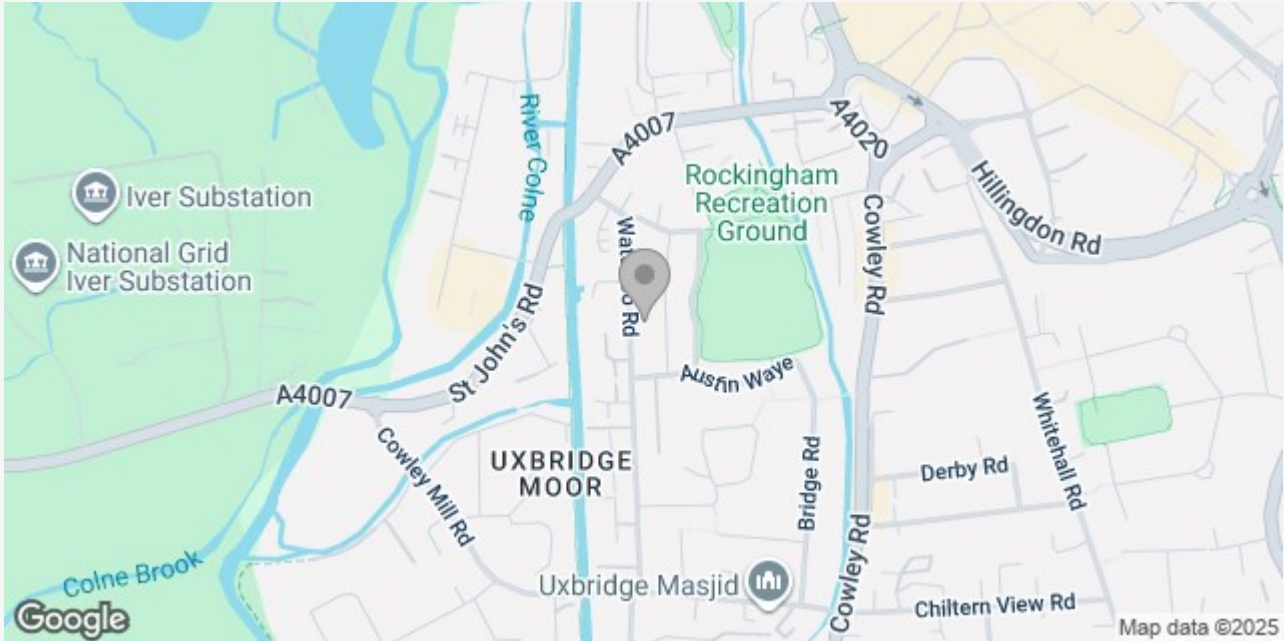 River Colne
A4007
A4020
Iver Substation
National Grid
Iver Substation
Rockingham
Recreation
Ground
Cowley Rd
Hillingdon Rd
St John's Rd
Austin Waye
A4007
Cowley Mill Rd
UXBRIDGE
MOOR
Bridge Rd
Derby Rd
Whitehall Rd
Colne Brook
Uxbridge Masjid
Cowley Rd
Chiltern View Rd
Google
Map data ©2025